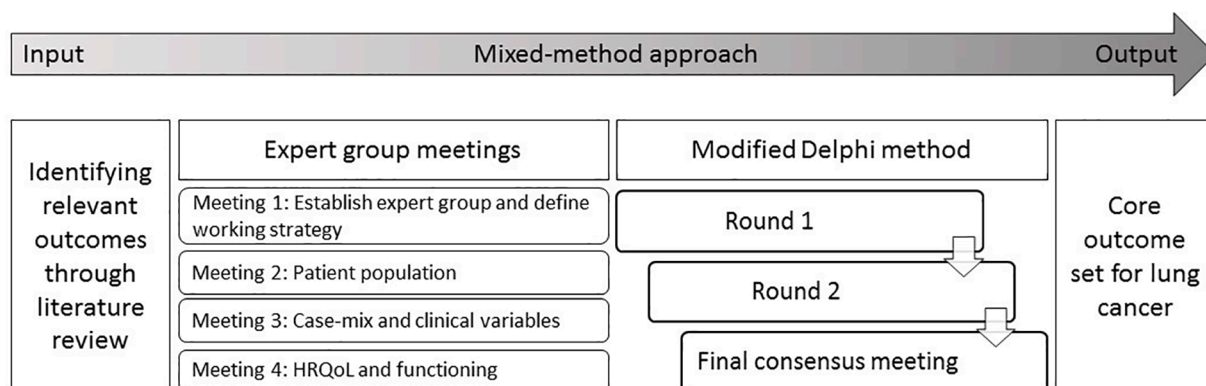 Input
Mixed-method approach
Output
Identifying
relevant
outcomes
through
literature
review
Expert group meetings
Meeting 1: Establish expert group and define
working strategy
Meeting 2: Patient population
Meeting 3: Case-mix and clinical variables
Meeting 4: HRQoL and functioning
Modified Delphi method
Round 1
Round 2
Final consensus meeting
Core
outcome
set for lung
cancer